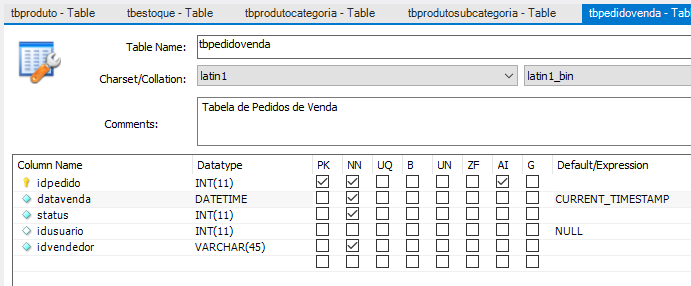 tbproduto - Table tbestoque - Table tbprodutocategoria - Table tbprodutosubcategoria - Table tbpedidovenda - Tab
Table Name: tbpedidovenda
Charset/Collation: latin1 latin1_bin
Comments: Tabela de Pedidos de Venda
Column Name Datatype PK NN UQ B UN ZF AI G Default/Expression
idpedido INT(11)
datavenda DATETIME CURRENT_TIMESTAMP
status INT(11)
idusuario INT(11) NULL
idvendedor VARCHAR(45)